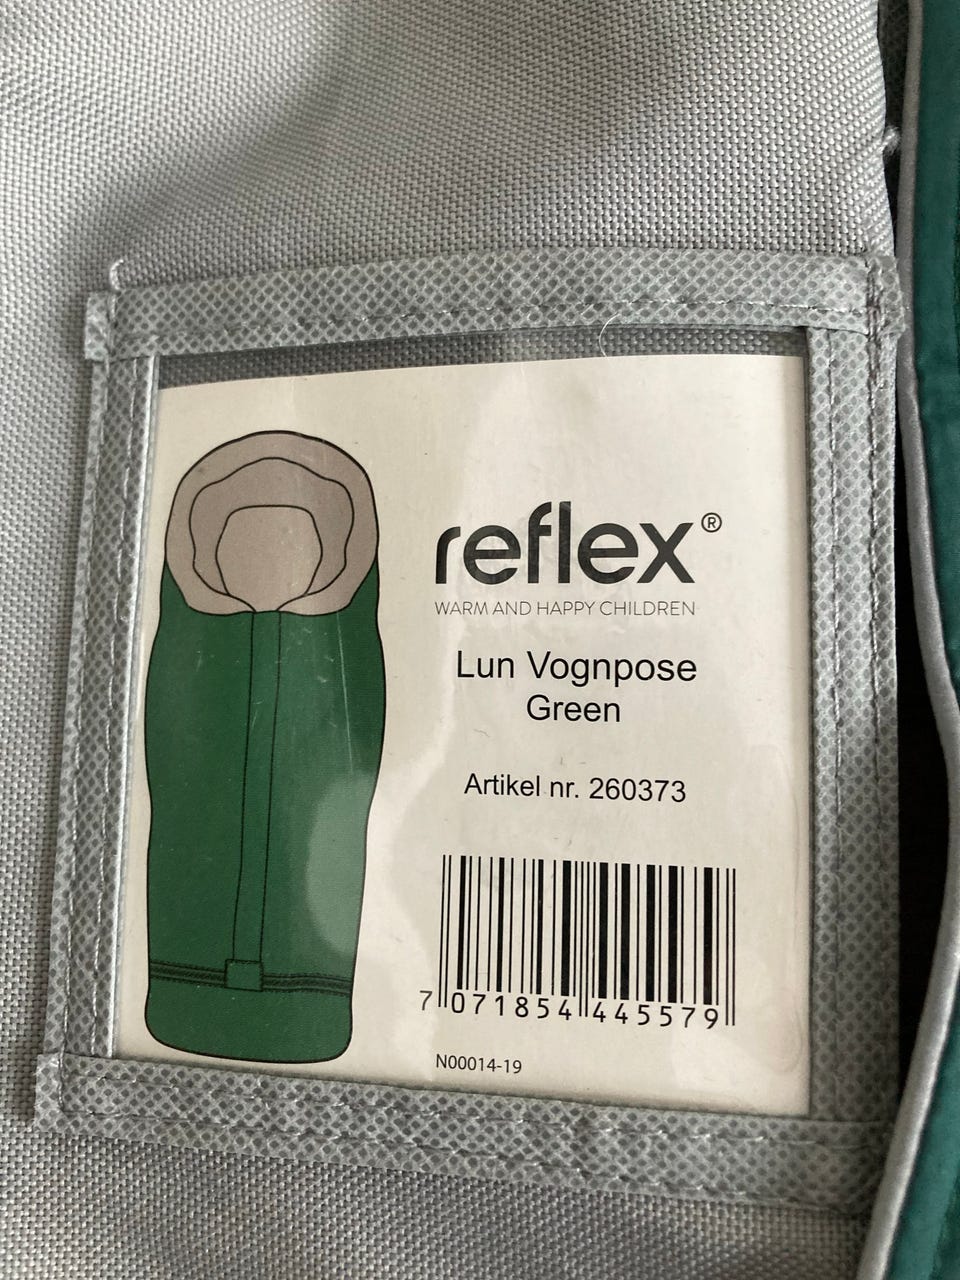 reflex®
WARM AND HAPPY CHILDREN
Lun Vognpose
Green
Artikel nr. 260373
7 071854 445579
N00014-19